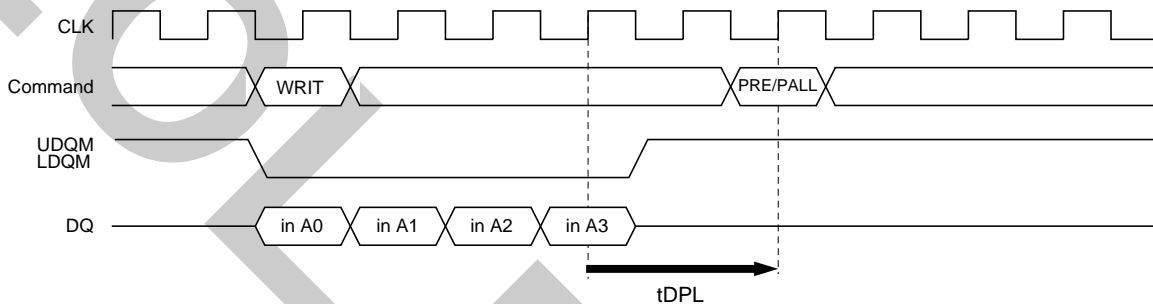 CLK
Command
WRIT
PRE/PALL
UDQM
LDQM
DQ
in A0
in A1
in A2
in A3
tDPL